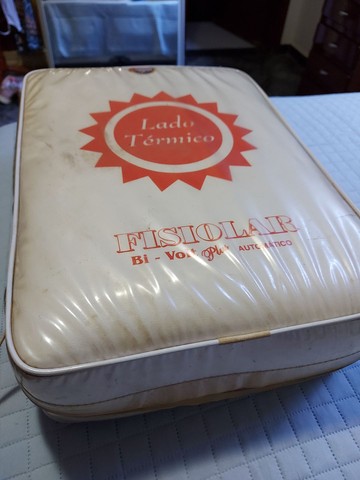 Lado
Térmico
FISIOLAR
Bi - Volt Plus AUTOMÁTICO